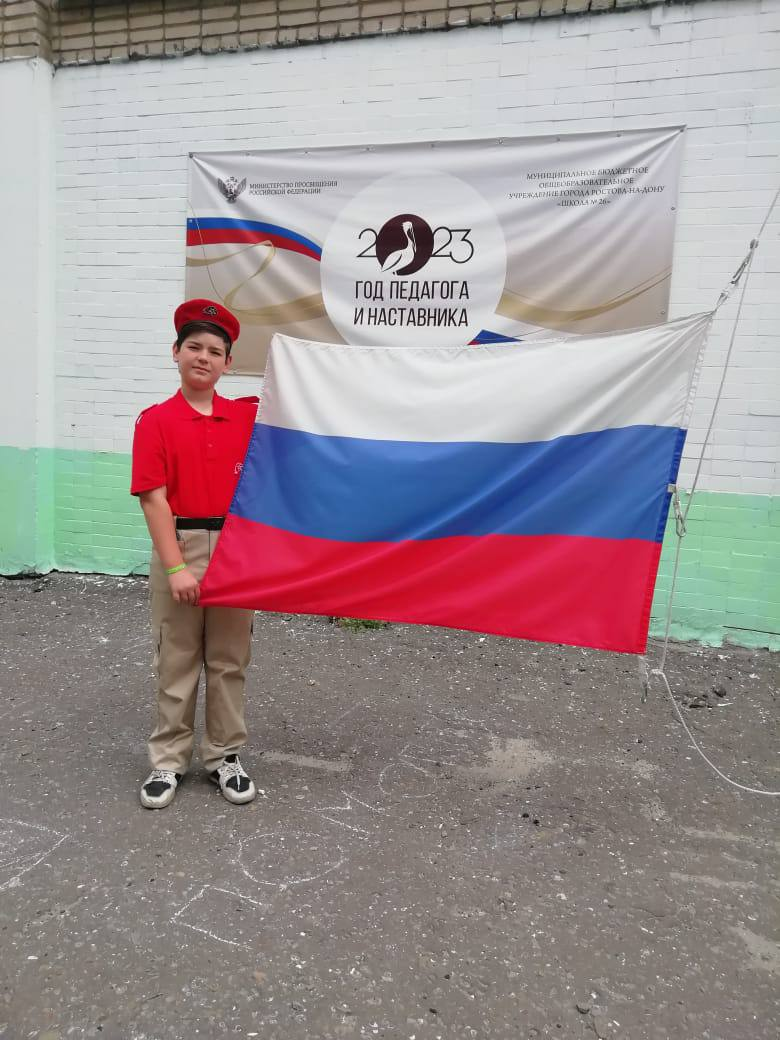 МИНИСТЕРСТВО ПРОСВЕЩЕНИЯ
РОССИЙСКОЙ ФЕДЕРАЦИИ
МУНИЦИПАЛЬНОЕ БЮДЖЕТНОЕ
ОБЩЕОБРАЗОВАТЕЛЬНОЕ
УЧРЕЖДЕНИЕ ГОРОДА РОСТОВА-НА-ДОНУ
«ШКОЛА № 26»
2023
ГОД ПЕДАГОГА
И НАСТАВНИКА